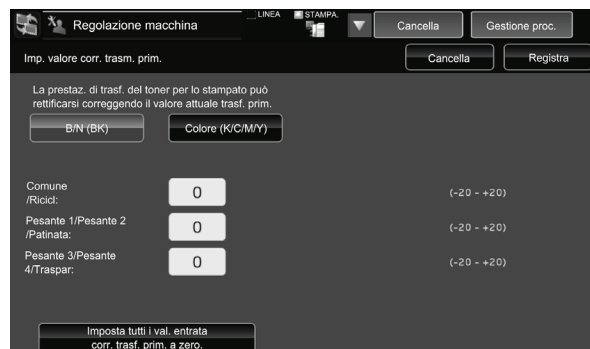 Regolazione macchina
LINEA
STAMPA.
Cancella
Gestione proc.
Imp. valore corr. trasm. prim.
Cancella
Registra
La prestaz. di trasf. del toner per lo stampato può
rettificarsi correggendo il valore attuale trasf. prim.
B/N (BK)
Colore (K/C/M/Y)
Comune
/Ricicl:
0
(-20 - +20)
Pesante 1/Pesante 2
/Patinata:
0
(-20 - +20)
Pesante 3/Pesante
4/Traspar:
0
(-20 - +20)
Imposta tutti i val. entrata
corr. trasf. prim. a zero.